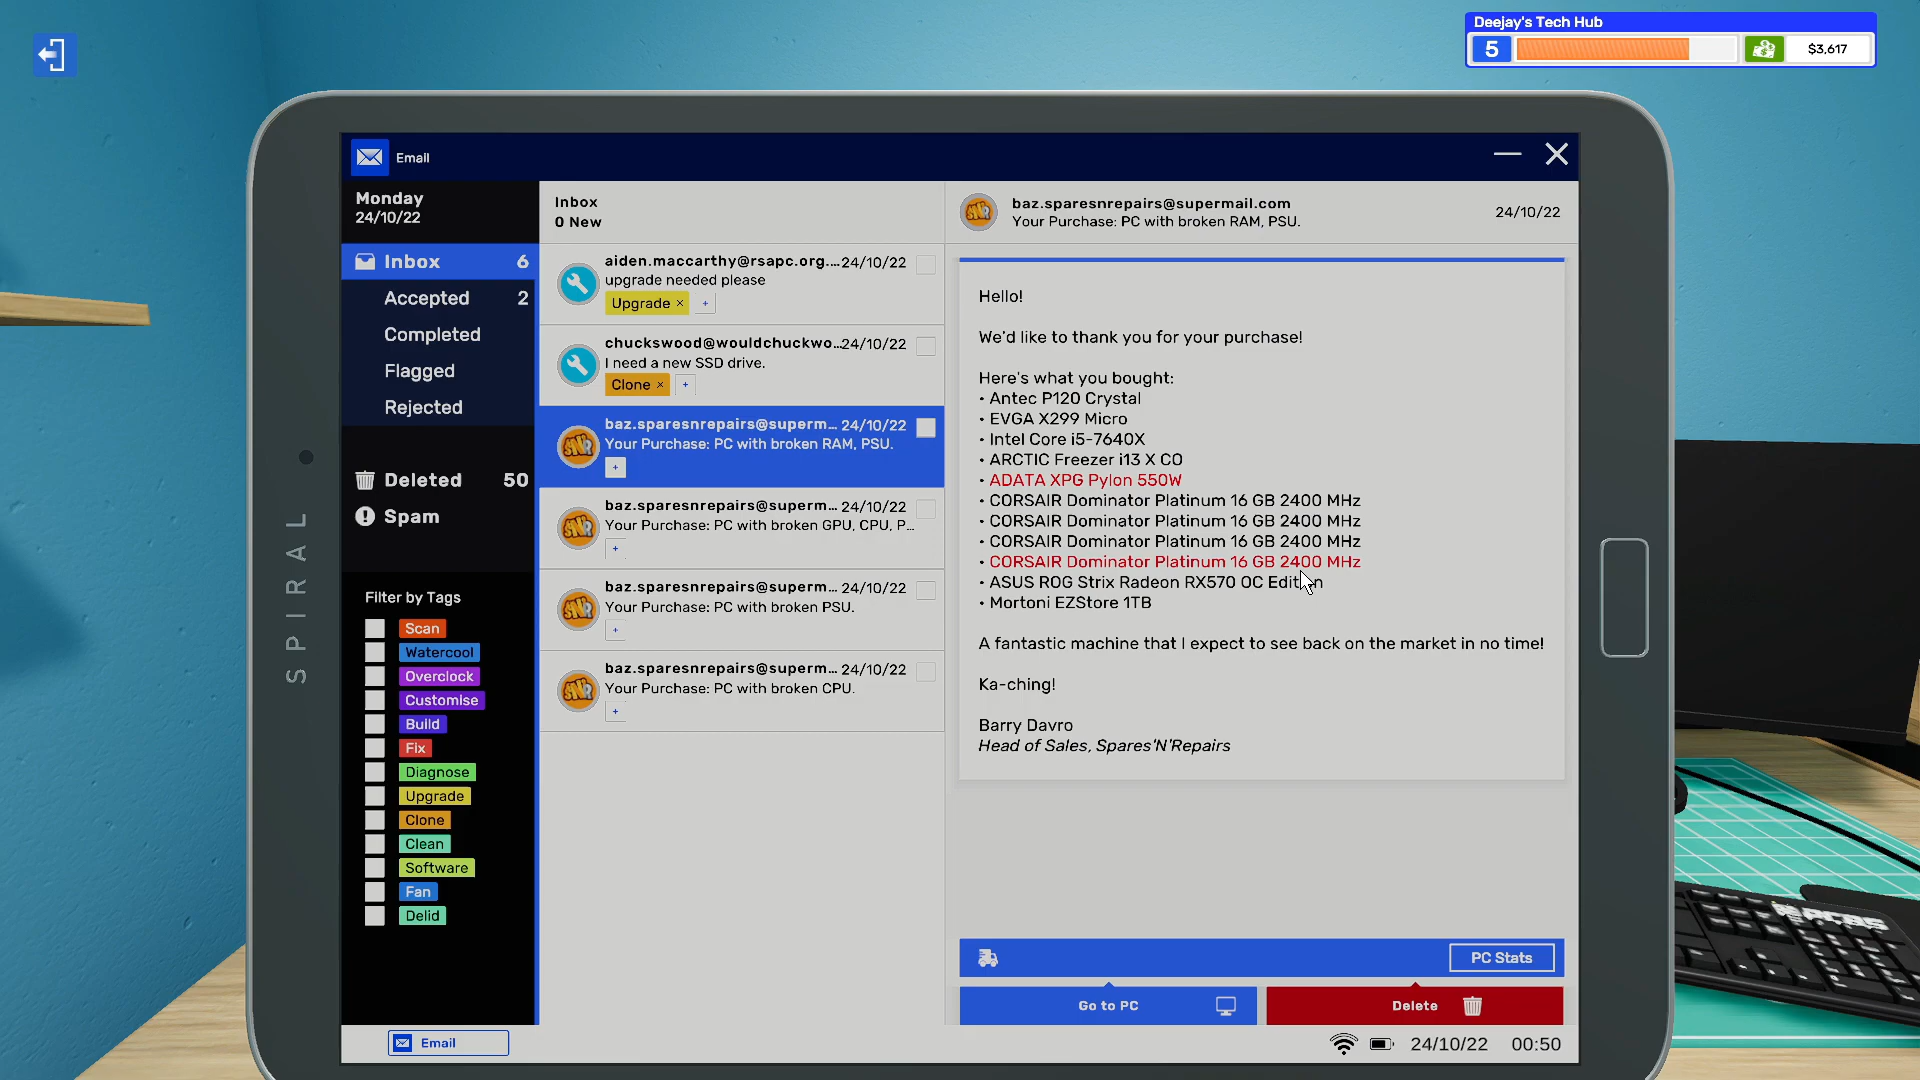 Deejay's Tech Hub
5
$3,617
Email
Monday
24/10/22
Inbox 6
Accepted 2
Completed
Flagged
Rejected
Deleted 50
Spam
Filter by Tags
Scan
Watercool
Overclock
Customise
Build
Fix
Diagnose
Upgrade
Clone
Clean
Software
Fan
Delid
Inbox
0 New
aiden.maccarthy@rsapc.org.... 24/10/22
upgrade needed please
Upgrade × +
chuckswood@wouldchuckwo... 24/10/22
I need a new SSD drive.
Clone × +
baz.sparesnrepairs@superm... 24/10/22
Your Purchase: PC with broken RAM, PSU.
+
baz.sparesnrepairs@superm... 24/10/22
Your Purchase: PC with broken GPU, CPU, P...
+
baz.sparesnrepairs@superm... 24/10/22
Your Purchase: PC with broken PSU.
+
baz.sparesnrepairs@superm... 24/10/22
Your Purchase: PC with broken CPU.
+
SNR
baz.sparesnrepairs@supermail.com
Your Purchase: PC with broken RAM, PSU.
24/10/22
Hello!
We'd like to thank you for your purchase!
Here's what you bought:
• Antec P120 Crystal
• EVGA X299 Micro
• Intel Core i5-7640X
• ARCTIC Freezer i13 X CO
• ADATA XPG Pylon 550W
• CORSAIR Dominator Platinum 16 GB 2400 MHz
• CORSAIR Dominator Platinum 16 GB 2400 MHz
• CORSAIR Dominator Platinum 16 GB 2400 MHz
• CORSAIR Dominator Platinum 16 GB 2400 MHz
• ASUS ROG Strix Radeon RX570 OC Edition
• Mortoni EZStore 1TB
A fantastic machine that I expect to see back on the market in no time!
Ka-ching!
Barry Davro
Head of Sales, Spares'N'Repairs
PC Stats
Go to PC
Delete
Email
24/10/22 00:50
SPIRAL
PCBS